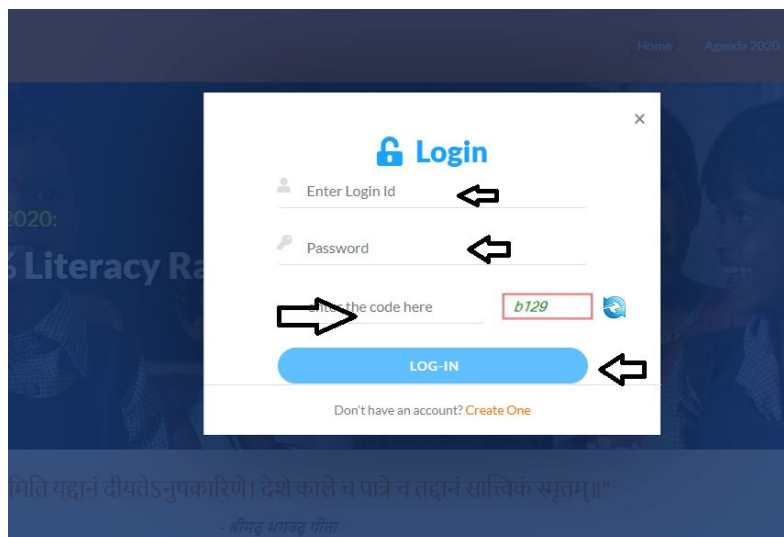 Home Agenda 2020
×
Login
Enter Login Id
2020:
Password
Literacy Ra
enter the code here b129
LOG-IN
Don't have an account? Create One
मिति यद्दानं दीयतेऽनुपकारिणे। देशे काले च पात्रे च तद्दानं सात्त्विकं स्मृतम्॥"
- श्रीमद् भगवद् गीता